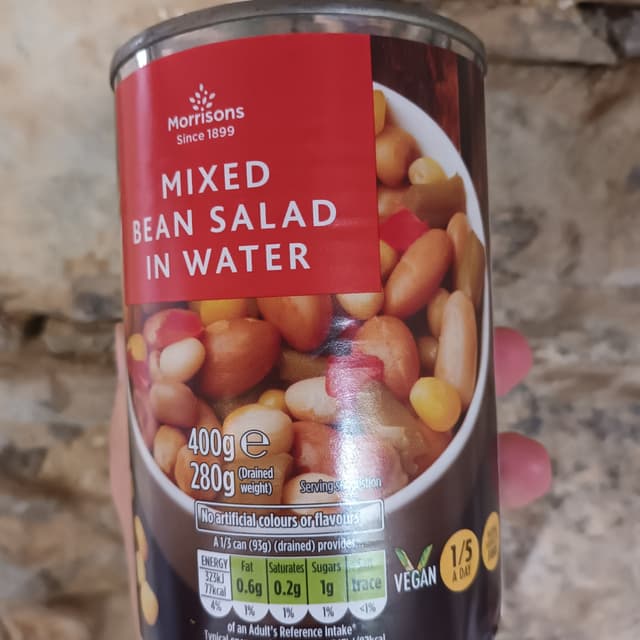 Morrisons
Since 1899
MIXED
BEAN SALAD
IN WATER
400g e
280g (Drained weight)
Serving suggestion
No artificial colours or flavours
A 1/3 can (93g) (drained) provides
ENERGY Fat Saturates Sugars
323kJ
77kcal 0.6g 0.2g 1g trace
4% 1% 1% 1% <1%
of an Adult's Reference Intake*
VEGAN
1/5
A DAY